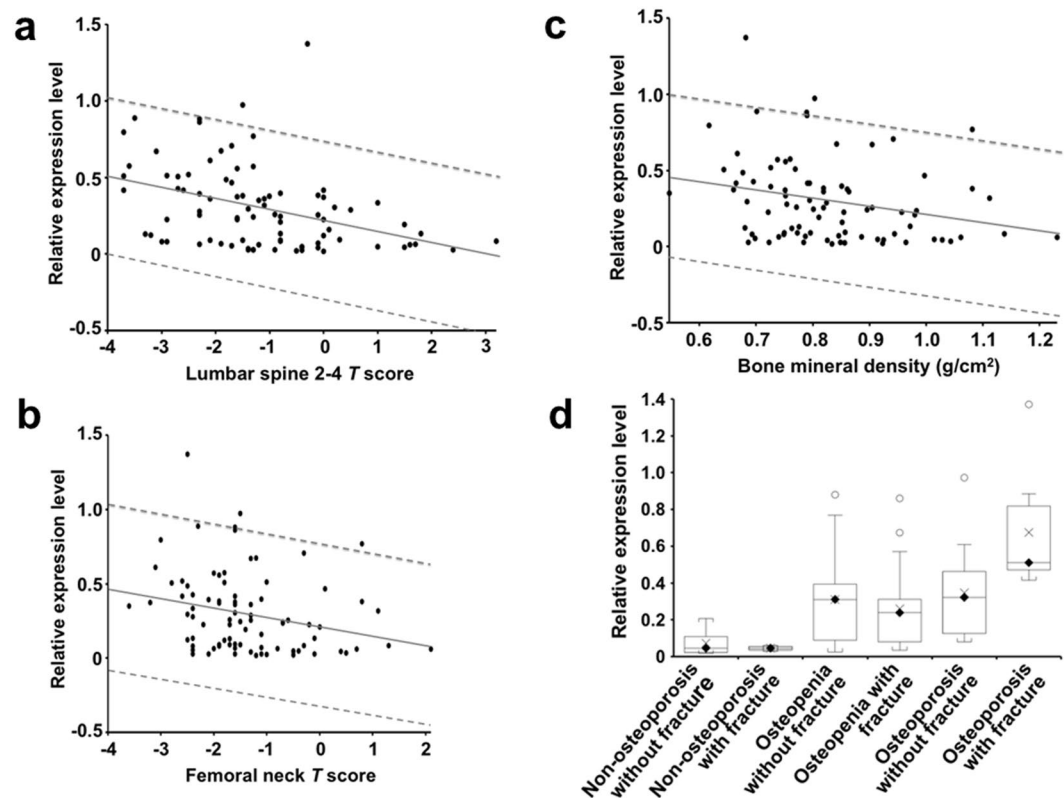 a
1.5
1.0
0.5
0
-0.5
Relative expression level
-4 -3 -2 -1 0 1 2 3
Lumbar spine 2-4 T score
b
1.5
1.0
0.5
0
-0.5
Relative expression level
-4 -3 -2 -1 0 1 2
Femoral neck T score
c
1.5
1.0
0.5
0
-0.5
Relative expression level
0.6 0.7 0.8 0.9 1.0 1.1 1.2
Bone mineral density (g/cm²)
d
1.4
1.2
1.4
0.8
0.6
0.4
0.2
0
Relative expression level
Non-osteoporosis
without fracture
Non-osteoporosis
with fracture
Osteopenia
without fracture
Osteopenia with
fracture
Osteoporosis
without fracture
Osteoporosis
with fracture